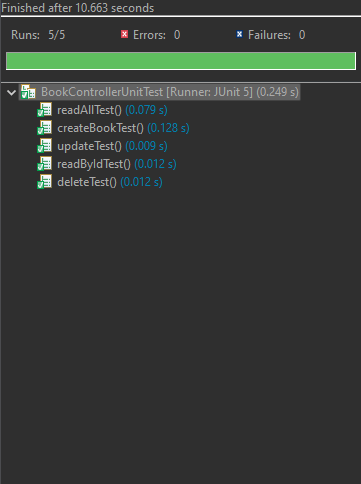 Finished after 10.663 seconds
Runs: 5/5 Errors: 0 Failures: 0
BookControllerUnitTest [Runner: JUnit 5] (0.249 s)
readAllTest() (0.079 s)
createBookTest() (0.128 s)
updateTest() (0.009 s)
readByIdTest() (0.012 s)
deleteTest() (0.012 s)